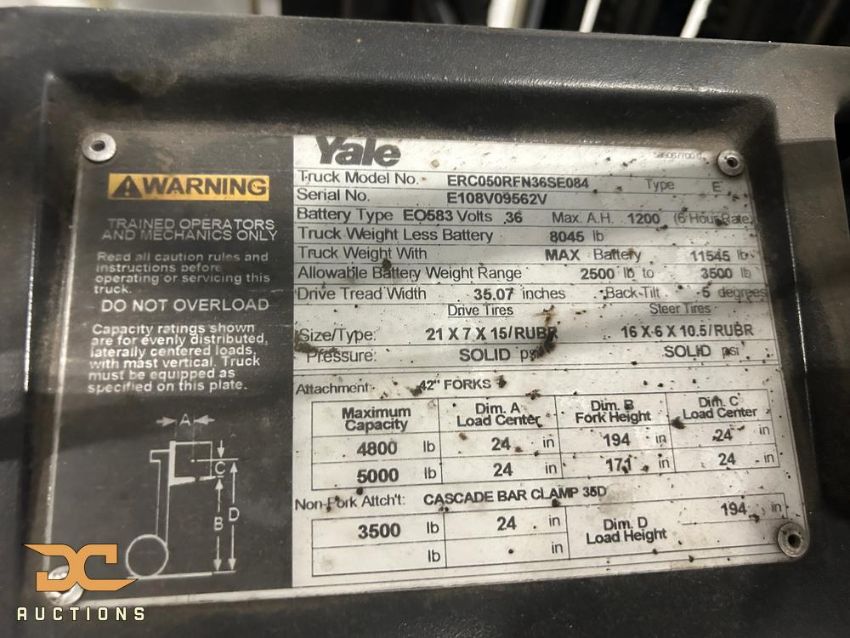 WARNING
TRAINED OPERATORS
AND MECHANICS ONLY
Read all caution rules and
instructions before
operating or servicing this
truck.
DO NOT OVERLOAD
Capacity ratings shown
are for evenly distributed,
laterally centered loads,
with mast vertical. Truck
must be equipped as
specified on this plate.
A
C
B
D
Yale
Truck Model No. ERC050RFN36SE084 Type E
Serial No. E108V09562V
Battery Type EO583 Volts 36 Max. A.H. 1200 (6 Hour Rate)
Truck Weight Less Battery 8045 lb
Truck Weight With MAX Battery 11545 lb
Allowable Battery Weight Range 2500 lb to 3500 lb
Drive Tread Width 35.07 inches Back Tilt 5 degrees
Drive Tires Steer Tires
Size/Type: 21 X 7 X 15/RUBR 16 X 6 X 10.5/RUBR
Pressure: SOLID psi SOLID psi
Attachment 42" FORKS
Maximum Capacity Dim. A Load Center Dim. B Fork Height Dim. C Load Center
4800 lb 24 in 194 in 24 in
5000 lb 24 in 171 in 24 in
Non-Fork Attch't: CASCADE BAR CLAMP 35D
3500 lb 24 in Dim. D Load Height 194 in
lb in
DC
AUCTIONS